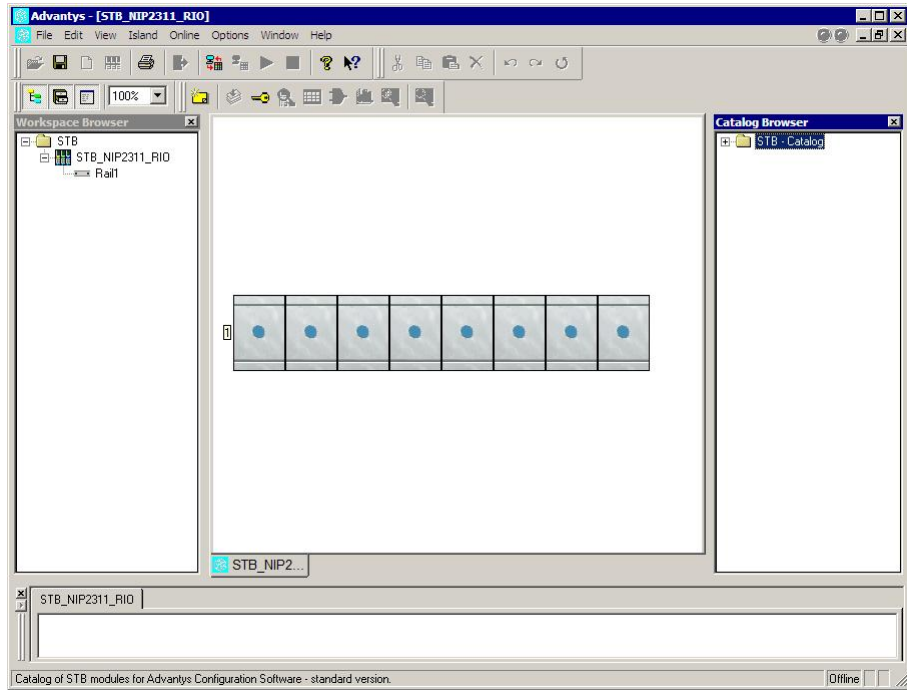 Advantys - [STB_NIP2311_RIO]
File Edit View Island Online Options Window Help
100%
Workspace Browser
STB
STB_NIP2311_RIO
Rail1
1
STB_NIP2...
Catalog Browser
STB - Catalog
STB_NIP2311_RIO
Catalog of STB modules for Advantys Configuration Software - standard version.
Offline